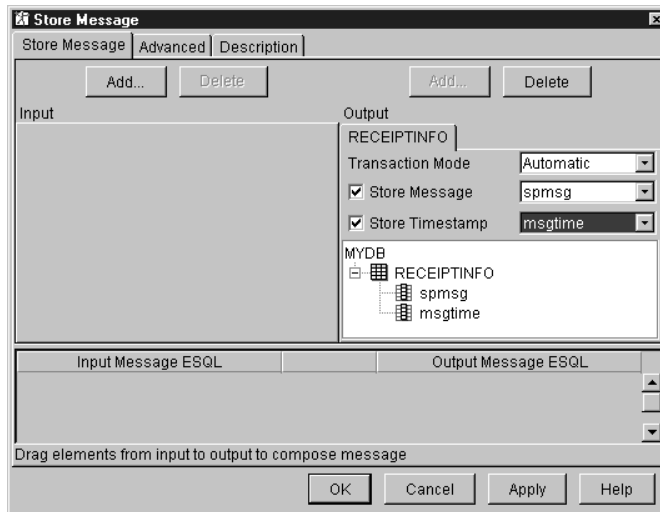 Store Message
Store Message Advanced Description
Add... Delete Add... Delete
Input Output
RECEIPTINFO
Transaction Mode Automatic
Store Message spmsg
Store Timestamp msgtime
MYDB
RECEIPTINFO
spmsg
msgtime
Input Message ESQL Output Message ESQL
Drag elements from input to output to compose message
OK Cancel Apply Help